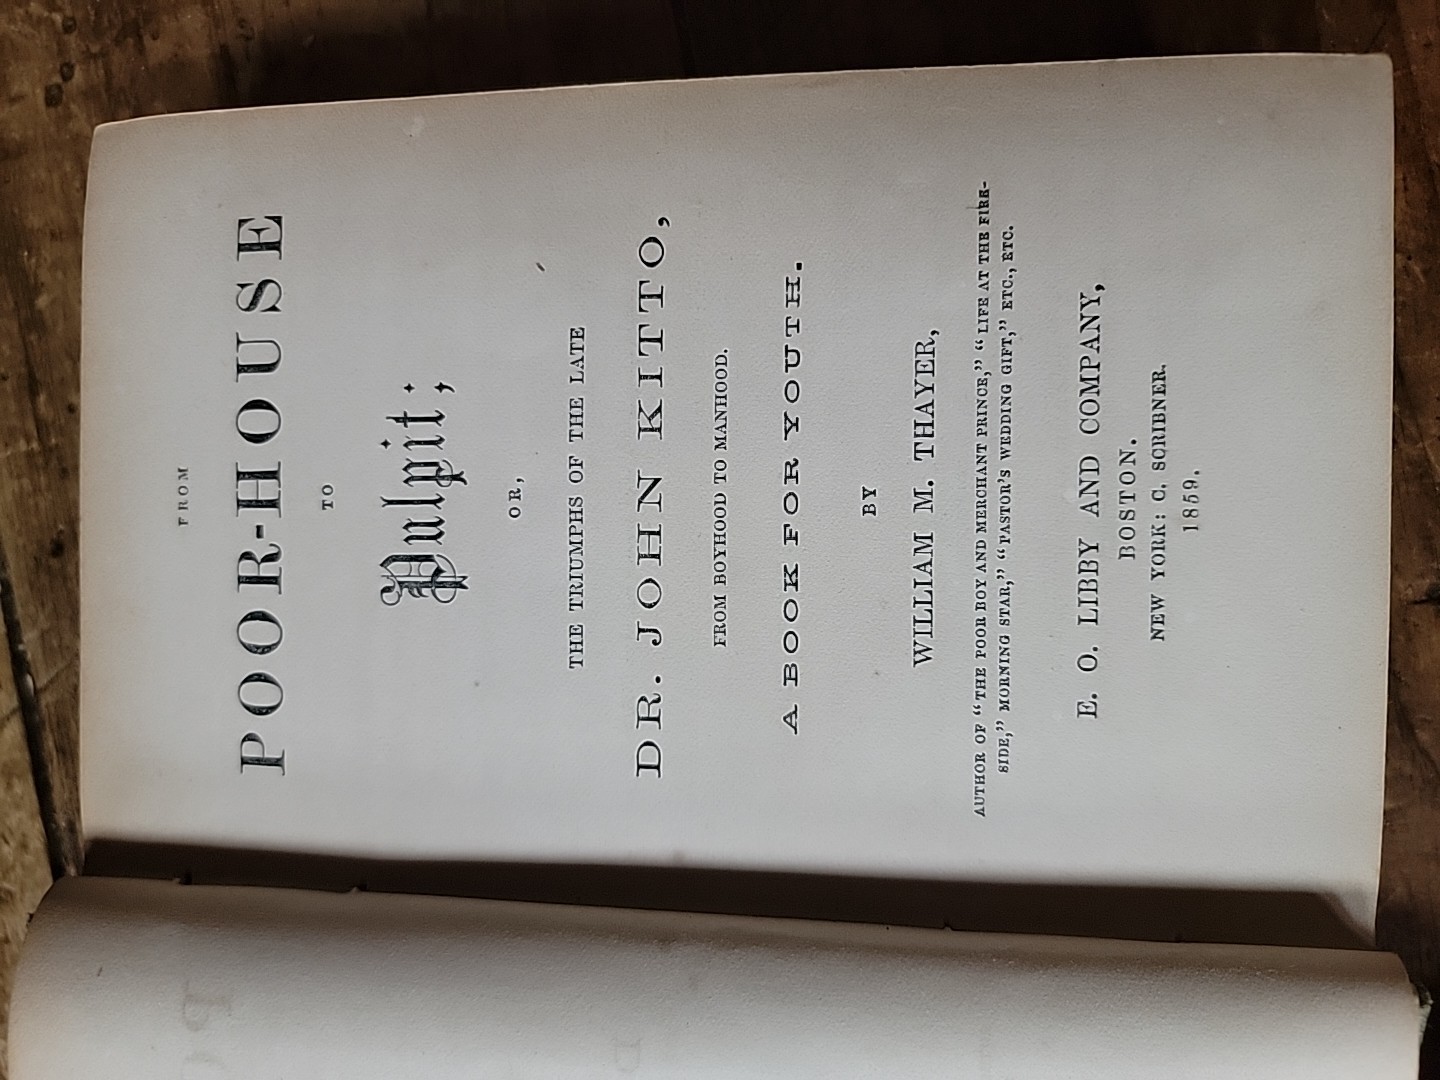 FROM
POOR-HOUSE
TO
Pulpit;
OR,
THE TRIUMPHS OF THE LATE
DR. JOHN KITTO,
FROM BOYHOOD TO MANHOOD.
A BOOK FOR YOUTH.
BY
WILLIAM M. THAYER,
AUTHOR OF "THE POOR BOY AND MERCHANT PRINCE," "LIFE AT THE FIRE-
SIDE," MORNING STAR," "PASTOR'S WEDDING GIFT," ETC., ETC.
E. O. LIBBY AND COMPANY,
BOSTON.
NEW YORK: C. SCRIBNER.
1859.